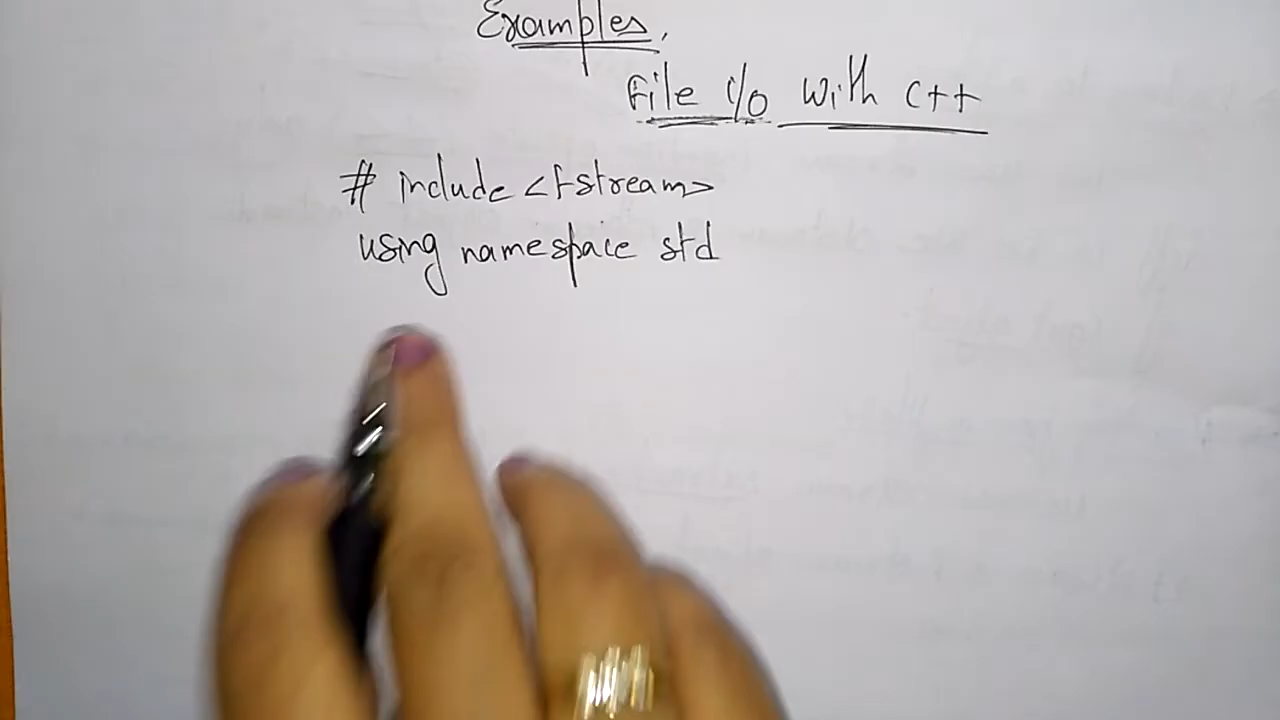 Examples,
File i/o with C++
# include <fstream>
using namespace std